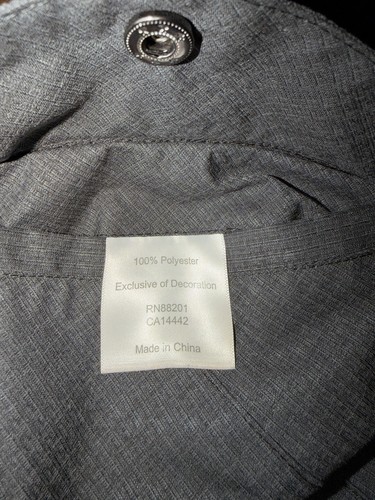 100% Polyester
Exclusive of Decoration
RN88201
CA14442
Made in China